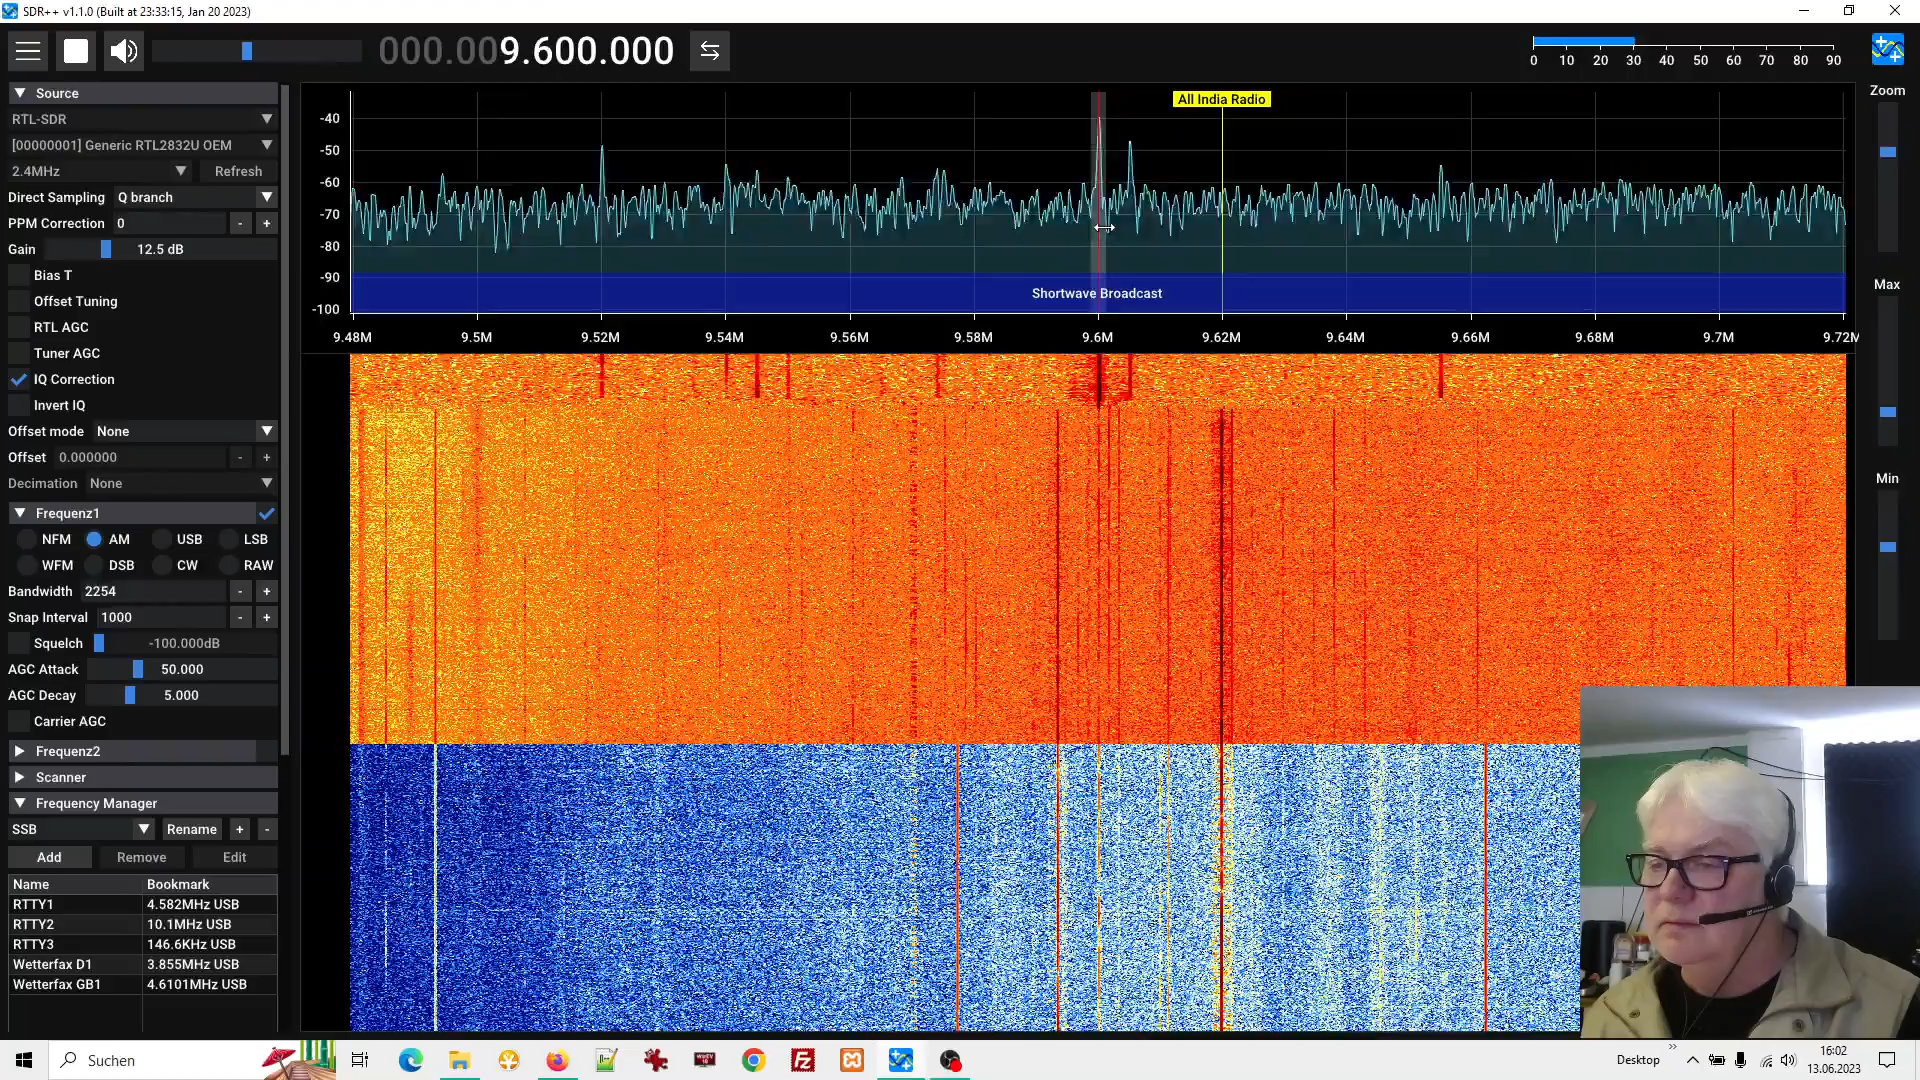 SDR++ v1.1.0 (Built at 23:33:15, Jan 20 2023)
000.009.600.000
0 10 20 30 40 50 60 70 80 90
Source
RTL-SDR
[00000001] Generic RTL2832U OEM
2.4MHz Refresh
Direct Sampling Q branch
PPM Correction 0 - +
Gain 12.5 dB
Bias T
Offset Tuning
RTL AGC
Tuner AGC
IQ Correction
Invert IQ
Offset mode None
Offset 0.000000 - +
Decimation None
Frequenz1
NFM AM USB LSB
WFM DSB CW RAW
Bandwidth 2254 - +
Snap Interval 1000 - +
Squelch -100.000dB
AGC Attack 50.000
AGC Decay 5.000
Carrier AGC
Frequenz2
Scanner
Frequency Manager
SSB Rename + -
Add Remove Edit
Name Bookmark
RTTY1 4.582MHz USB
RTTY2 10.1MHz USB
RTTY3 146.6KHz USB
Wetterfax D1 3.855MHz USB
Wetterfax GB1 4.6101MHz USB
All India Radio
-40
-50
-60
-70
-80
-90
-100
Shortwave Broadcast
9.48M 9.5M 9.52M 9.54M 9.56M 9.58M 9.6M 9.62M 9.64M 9.66M 9.68M 9.7M 9.72M
Zoom
Max
Min
Suchen
Desktop
16:02
13.06.2023